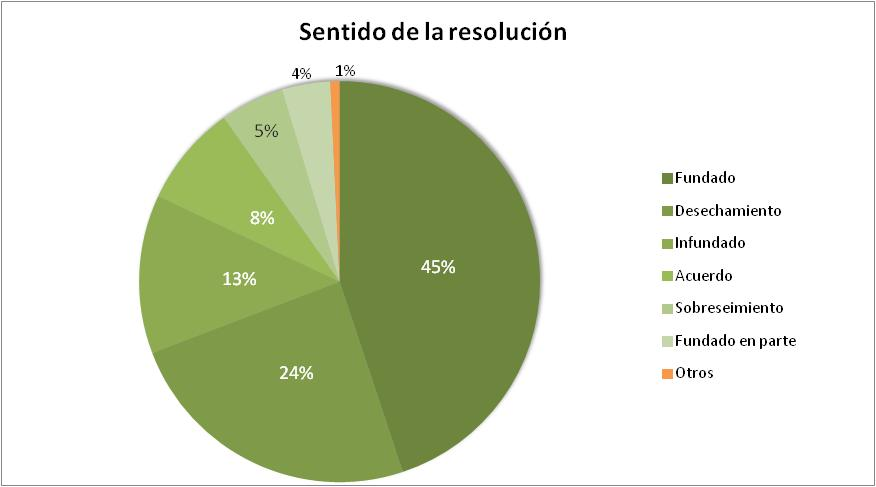 Sentido de la resolución
4%
1%
5%
8%
45%
13%
24%
Fundado
Desechamiento
Infundado
Acuerdo
Sobreseimiento
Fundado en parte
Otros